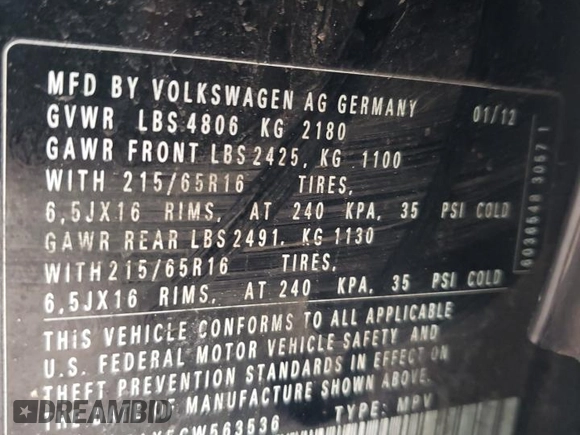 MFD BY VOLKSWAGEN AG GERMANY
01/12
GVWR LBS 4806 KG 2180
GAWR FRONT LBS 2425, KG 1100
WITH 215/65R16 TIRES,
6,5JX16 RIMS, AT 240 KPA, 35 PSI COLD
GAWR REAR LBS 2491, KG 1130
WITH 215/65R16 TIRES,
6,5JX16 RIMS, AT 240 KPA, 35 PSI COLD
THIS VEHICLE CONFORMS TO ALL APPLICABLE
U.S. FEDERAL MOTOR VEHICLE SAFETY AND
THEFT PREVENTION STANDARDS IN EFFECT ON
OF MANUFACTURE SHOWN ABOVE.
CW563536 TYPE: MPV
DREAMBID